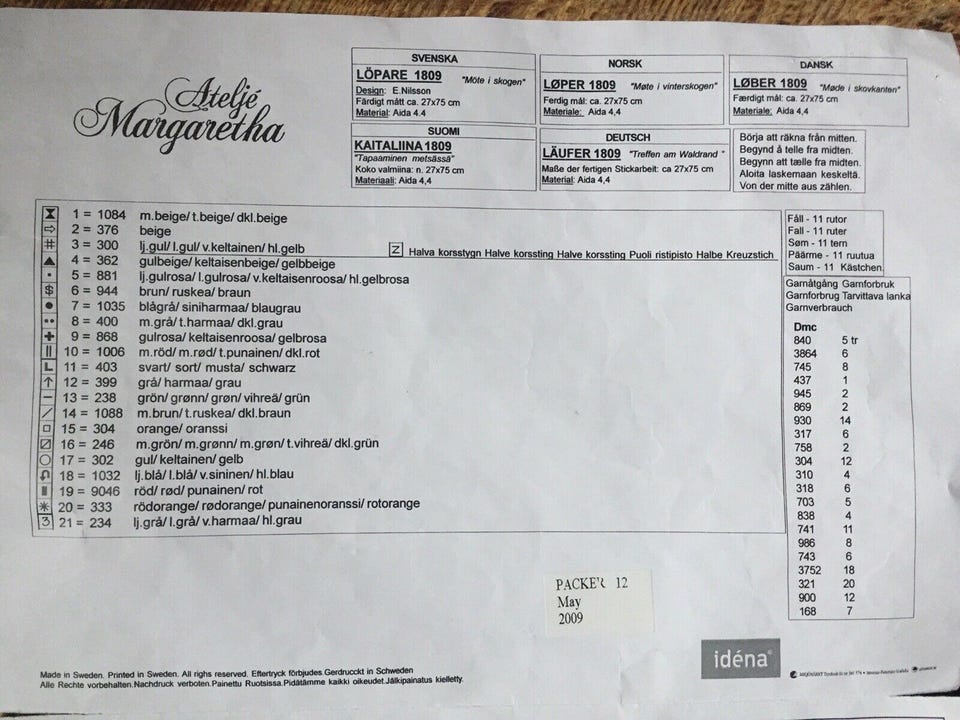 Ateljé
Margaretha
SVENSKA
LÖPARE 1809 "Möte i skogen"
Design: E.Nilsson
Färdigt mått ca. 27x75 cm
Material: Aida 4.4
NORSK
LØPER 1809 "Møte i vinterskogen"
Ferdig mål: ca. 27x75 cm
Materiale: Aida 4,4
DANSK
LØBER 1809 "Møde i skovkanten"
Færdigt mål: ca. 27x75 cm
Materiale: Aida 4,4
SUOMI
KAITALIINA 1809
"Tapaaminen metsässä"
Koko valmiina: n. 27x75 cm
Materiaali: Aida 4,4
DEUTSCH
LÄUFER 1809 "Treffen am Waldrand "
Maße der fertigen Stickarbeit: ca 27x75 cm
Material: Aida 4,4
Börja att räkna från mitten.
Begynd å telle fra midten.
Begynn att tælle fra midten.
Aloita laskemaan keskeltä.
Von der mitte aus zählen.
1 = 1084 m.beige/ t.beige/ dkl.beige
2 = 376 beige
# 3 = 300 lj.gul/ l.gul/ v.keltainen/ hl.gelb
Z Halva korsstygn Halve korssting Halve korssting Puoli ristipisto Halbe Kreuzstich
▲ 4 = 362 gulbeige/ keltaisenbeige/ gelbbeige
• 5 = 881 lj.gulrosa/ l.gulrosa/ v.keltaisenroosa/ hl.gelbrosa
$ 6 = 944 brun/ ruskea/ braun
● 7 = 1035 blågrå/ siniharmaa/ blaugrau
•• 8 = 400 m.grå/ t.harmaa/ dkl.grau
✚ 9 = 868 gulrosa/ keltaisenroosa/ gelbrosa
|| 10 = 1006 m.röd/ m.rød/ t.punainen/ dkl.rot
L 11 = 403 svart/ sort/ musta/ schwarz
↑ 12 = 399 grå/ harmaa/ grau
− 13 = 238 grön/ grønn/ grøn/ vihreä/ grün
/ 14 = 1088 m.brun/ t.ruskea/ dkl.braun
15 = 304 orange/ oranssi
16 = 246 m.grön/ m.grønn/ m.grøn/ t.vihreä/ dkl.grün
○ 17 = 302 gul/ keltainen/ gelb
18 = 1032 lj.blå/ l.blå/ v.sininen/ hl.blau
19 = 9046 röd/ rød/ punainen/ rot
20 = 333 rödorange/ rødorange/ punainenoranssi/ rotorange
3 21 = 234 lj.grå/ l.grå/ v.harmaa/ hl.grau
Fåll - 11 rutor
Fall - 11 ruter
Søm - 11 tern
Päärme - 11 ruutua
Saum - 11 Kästchen
Garnåtgång Garnforbruk
Garnforbrug Tarvittava lanka
Garnverbrauch
Dmc
840 5 tr
3864 6
745 8
437 1
945 2
869 2
930 14
317 6
758 2
304 12
310 4
318 6
703 5
838 4
741 11
986 8
743 6
3752 18
321 20
900 12
168 7
PACKER 12
May
2009
idéna
Made in Sweden. Printed in Sweden. All righs reserved. Eftertryck förbjudes.Gerdrucckt in Schweden
Alle Rechte vorbehalten.Nachdruck verboten.Painettu Ruotsissa.Pidätämme kaikki oikeudet.Jälkipainatus kielletty.